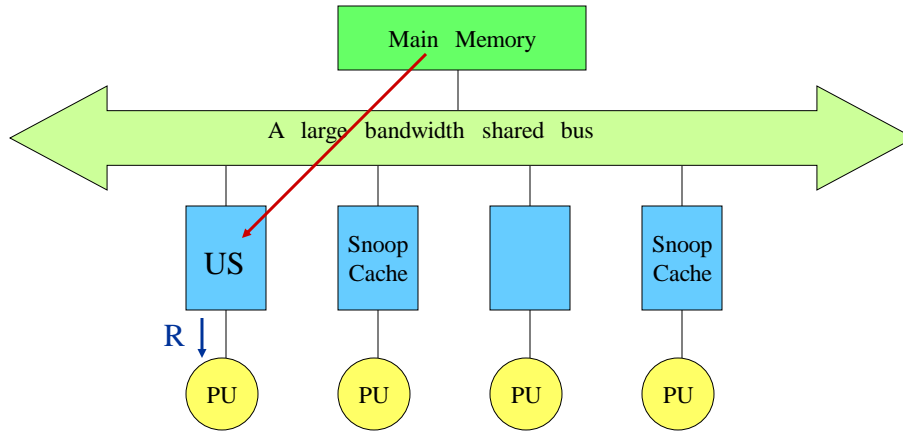 Main Memory
A large bandwidth shared bus
US
Snoop
Cache
Snoop
Cache
R
PU
PU
PU
PU